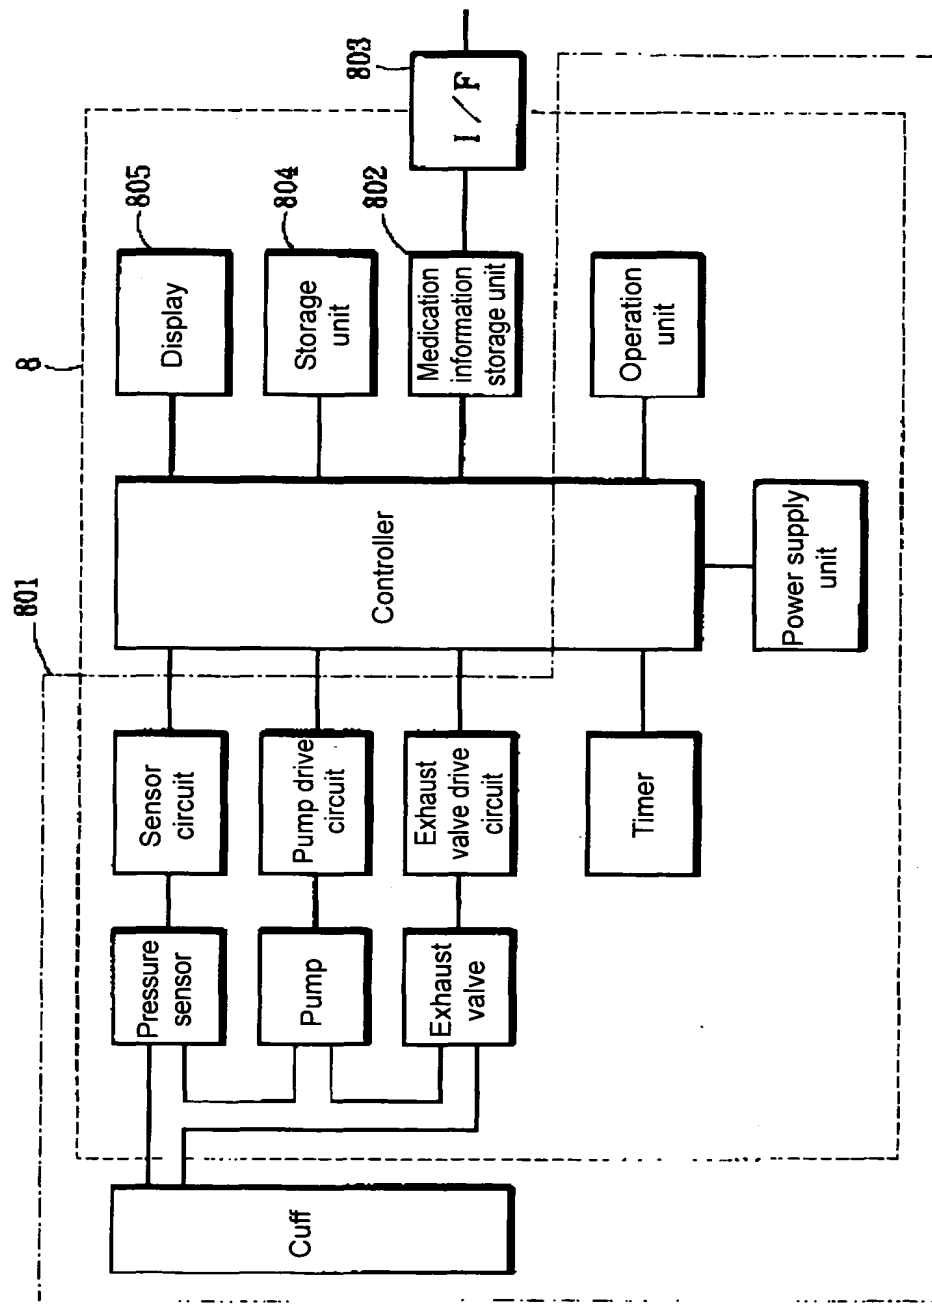 801
8
805
804
802
803
Cuff
Pressure
sensor
Sensor
circuit
Display
Pump
Pump drive
circuit
Controller
Storage
unit
Exhaust
valve
Exhaust
valve drive
circuit
Medication
information
storage unit
I/F
Timer
Operation
unit
Power supply
unit